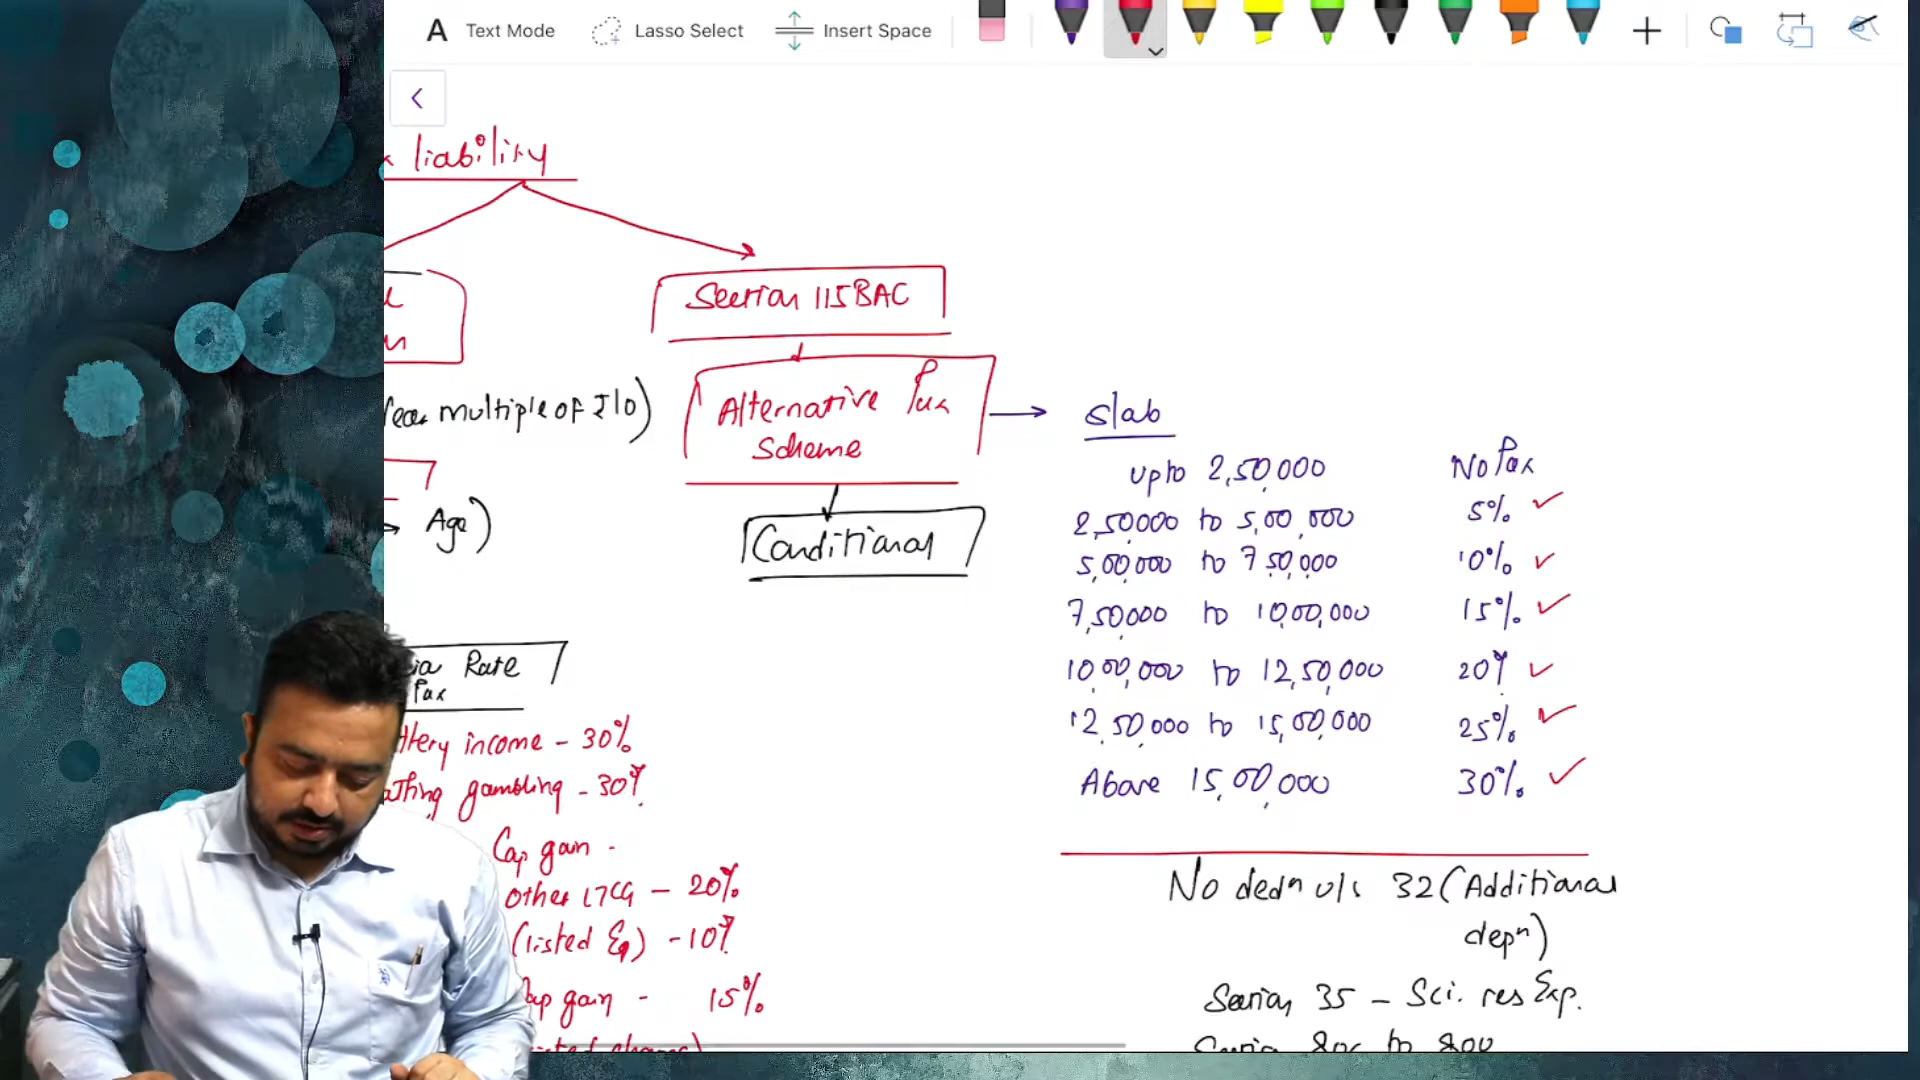 A Text Mode Lasso Select Insert Space
liability
Section 115BAC
Alternative Tax
Scheme
Conditional
multiple of ₹10)
Age)
Rate
Tax
income - 30%
gambling - 30%
Cap gain -
Other LTCG - 20%
(listed Eq) - 10%
gain - 15%
Slab
upto 2,50,000 No Tax
2,50,000 to 5,00,000 5%
5,00,000 to 7,50,000 10%
7,50,000 to 10,00,000 15%
10,00,000 to 12,50,000 20%
12,50,000 to 15,00,000 25%
Above 15,00,000 30%
No dedn u/s 32 (Additional
depn)
Section 35 - Sci. res Exp.